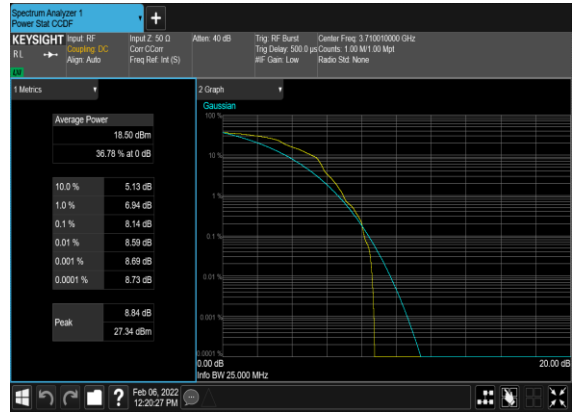 Spectrum Analyzer 1
Power Stat CCDF
+
KEYSIGHT
RL
Input: RF
Coupling: DC
Align: Auto
Input Z: 50 Ω
Corr CCorr
Freq Ref: Int (S)
Atten: 40 dB
Trig: RF Burst
Trig Delay: 500.0 µs
#IF Gain: Low
Center Freq: 3.710010000 GHz
Counts: 1.00 M/1.00 Mpt
Radio Std: None
1 Metrics
Average Power
18.50 dBm
36.78 % at 0 dB
10.0 % 5.13 dB
1.0 % 6.94 dB
0.1 % 8.14 dB
0.01 % 8.59 dB
0.001 % 8.69 dB
0.0001 % 8.73 dB
Peak
8.84 dB
27.34 dBm
2 Graph
Gaussian
100 %
10 %
1 %
0.1 %
0.01 %
0.001 %
0.0001 %
0.00 dB 20.00 dB
Info BW 25.000 MHz
?
Feb 06, 2022
12:20:27 PM